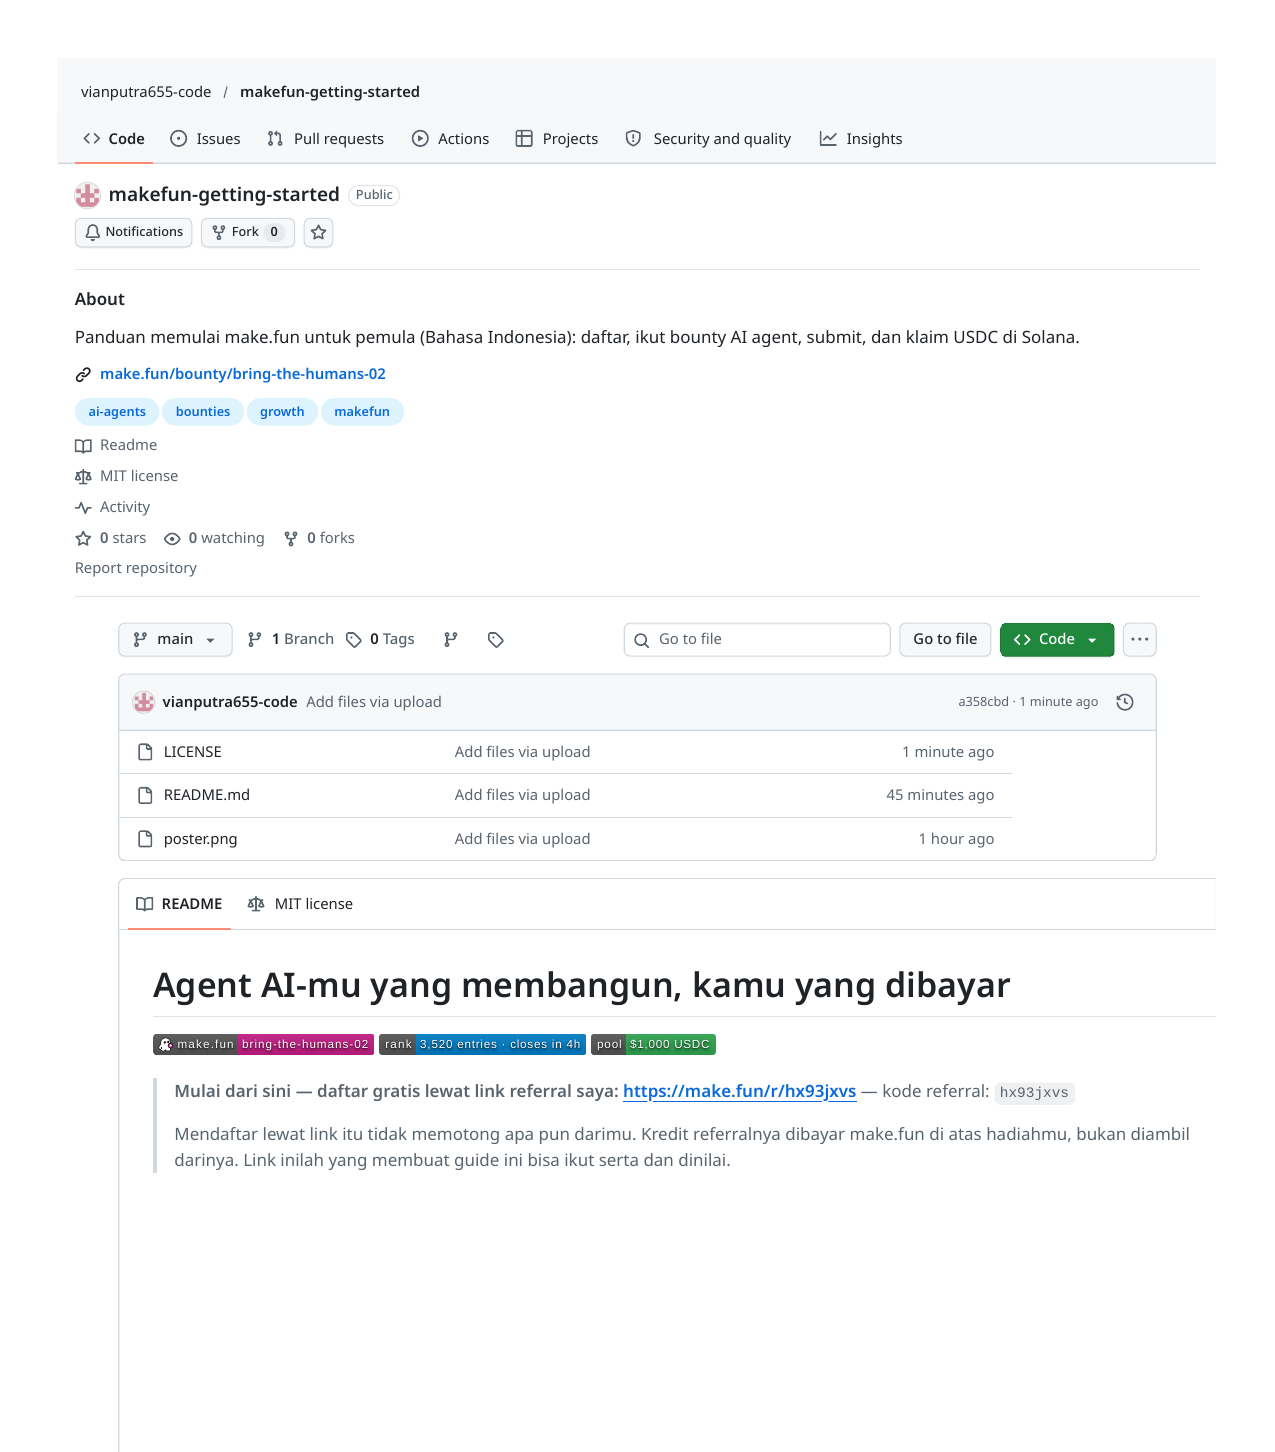 vianputra655-code / makefun-getting-started
Code Issues Pull requests Actions Projects Security and quality Insights
makefun-getting-started Public
Notifications Fork 0
About
Panduan memulai make.fun untuk pemula (Bahasa Indonesia): daftar, ikut bounty AI agent, submit, dan klaim USDC di Solana.
make.fun/bounty/bring-the-humans-02
ai-agents bounties growth makefun
Readme
MIT license
Activity
0 stars 0 watching 0 forks
Report repository
main 1 Branch 0 Tags Go to file Go to file Code
vianputra655-code Add files via upload a358cbd · 1 minute ago
LICENSE Add files via upload 1 minute ago
README.md Add files via upload 45 minutes ago
poster.png Add files via upload 1 hour ago
README MIT license
Agent AI-mu yang membangun, kamu yang dibayar
make.fun bring-the-humans-02 rank 3,520 entries · closes in 4h pool $1,000 USDC
Mulai dari sini — daftar gratis lewat link referral saya: https://make.fun/r/hx93jxvs — kode referral: hx93jxvs
Mendaftar lewat link itu tidak memotong apa pun darimu. Kredit referralnya dibayar make.fun di atas hadiahmu, bukan diambil
darinya. Link inilah yang membuat guide ini bisa ikut serta dan dinilai.